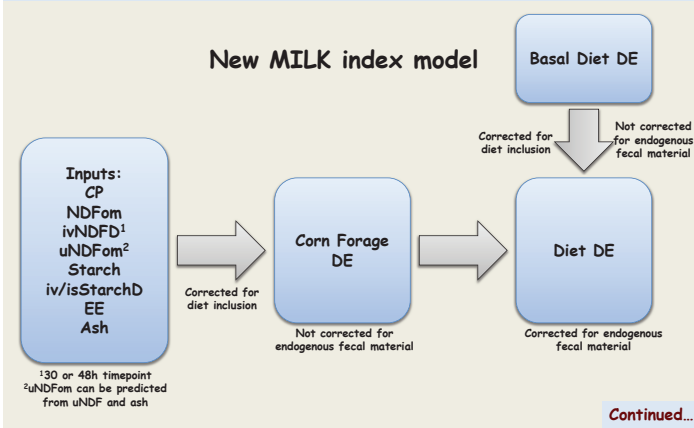 New MILK index model
Basal Diet DE
Corrected for
diet inclusion
Not corrected
for endogenous
fecal material
Inputs:
CP
NDFom
ivNDFD¹
uNDFom²
Starch
iv/isStarchD
EE
Ash
Corrected for
diet inclusion
Corn Forage
DE
Diet DE
Not corrected for
endogenous fecal material
Corrected for endogenous
fecal material
¹30 or 48h timepoint
²uNDFom can be predicted
from uNDF and ash
Continued…